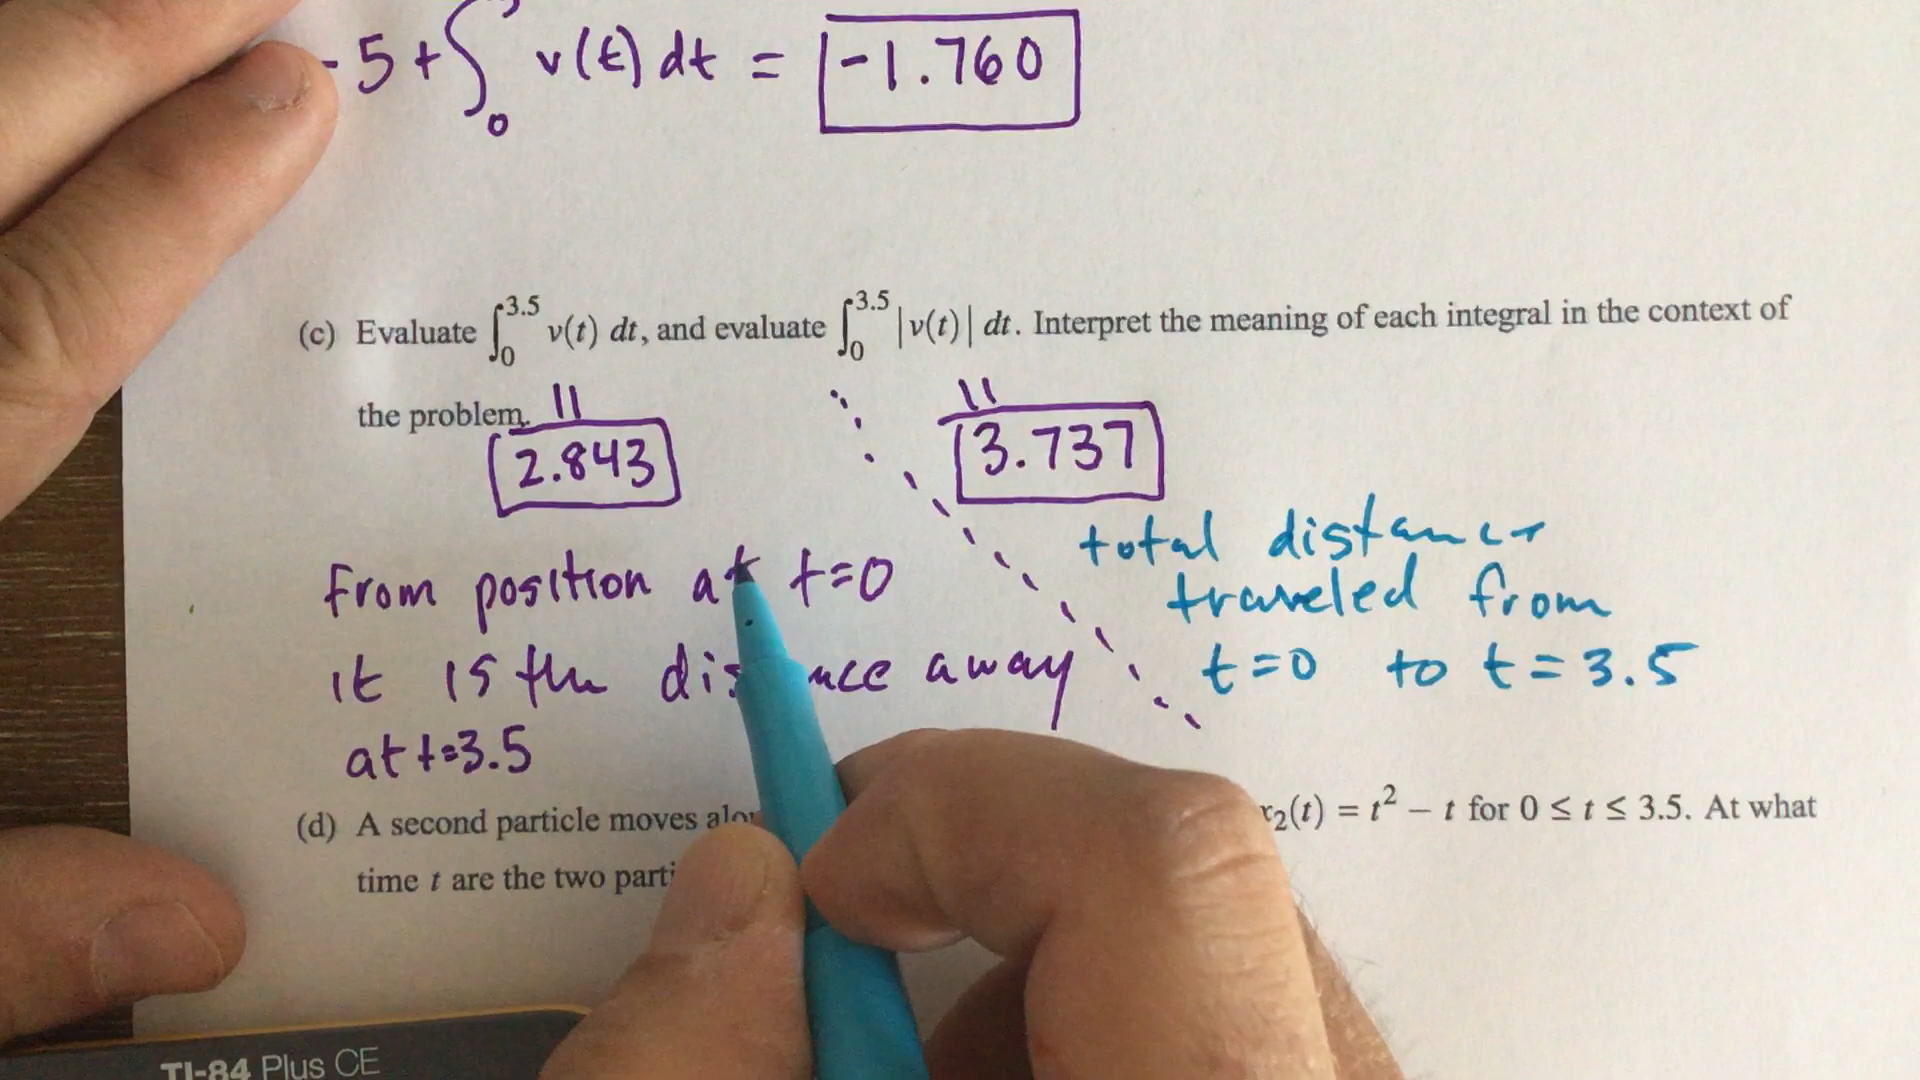 -5 + ∫₀ v(t) dt = -1.760
(c) Evaluate ∫₀^3.5 v(t) dt, and evaluate ∫₀^3.5 |v(t)| dt. Interpret the meaning of each integral in the context of
the problem.
2.843
3.737
from position at t=0
it is the distance away
at t=3.5
total distance
traveled from
t=0 to t=3.5
(d) A second particle moves x₂(t) = t² – t for 0 ≤ t ≤ 3.5. At what
time t are the two
TI-84 Plus CE